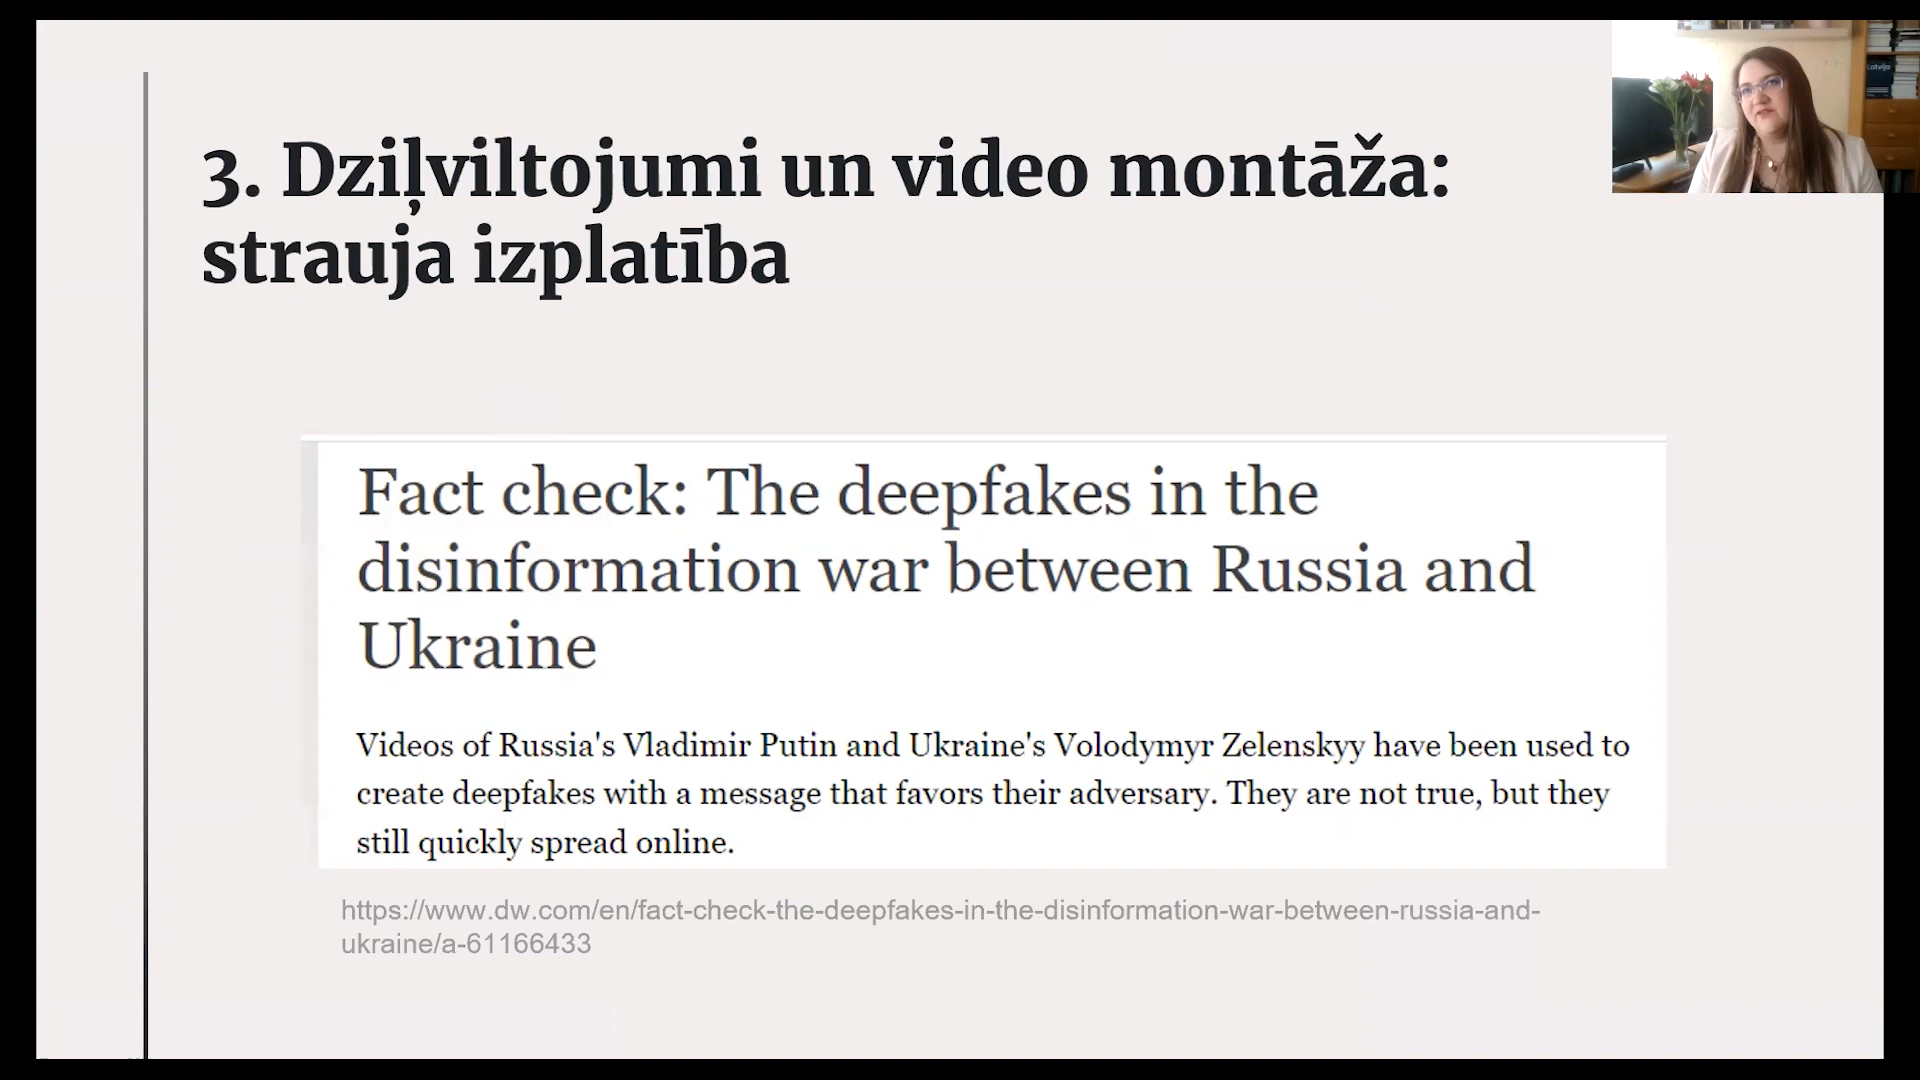 3. Dziļviltojumi un video montāža:
strauja izplatība
Latvija
Fact check: The deepfakes in the
disinformation war between Russia and
Ukraine
Videos of Russia's Vladimir Putin and Ukraine's Volodymyr Zelenskyy have been used to
create deepfakes with a message that favors their adversary. They are not true, but they
still quickly spread online.
https://www.dw.com/en/fact-check-the-deepfakes-in-the-disinformation-war-between-russia-and-
ukraine/a-61166433